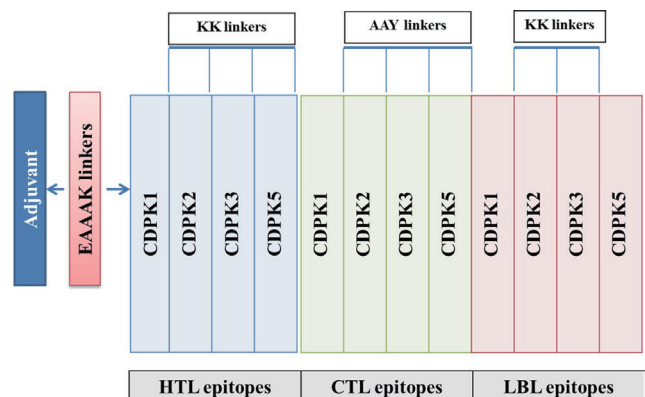 KK linkers
AAY linkers
KK linkers
Adjuvant
EAAAK linkers
CDPK1
CDPK2
CDPK3
CDPK5
CDPK1
CDPK2
CDPK3
CDPK5
CDPK1
CDPK2
CDPK3
CDPK5
HTL epitopes
CTL epitopes
LBL epitopes